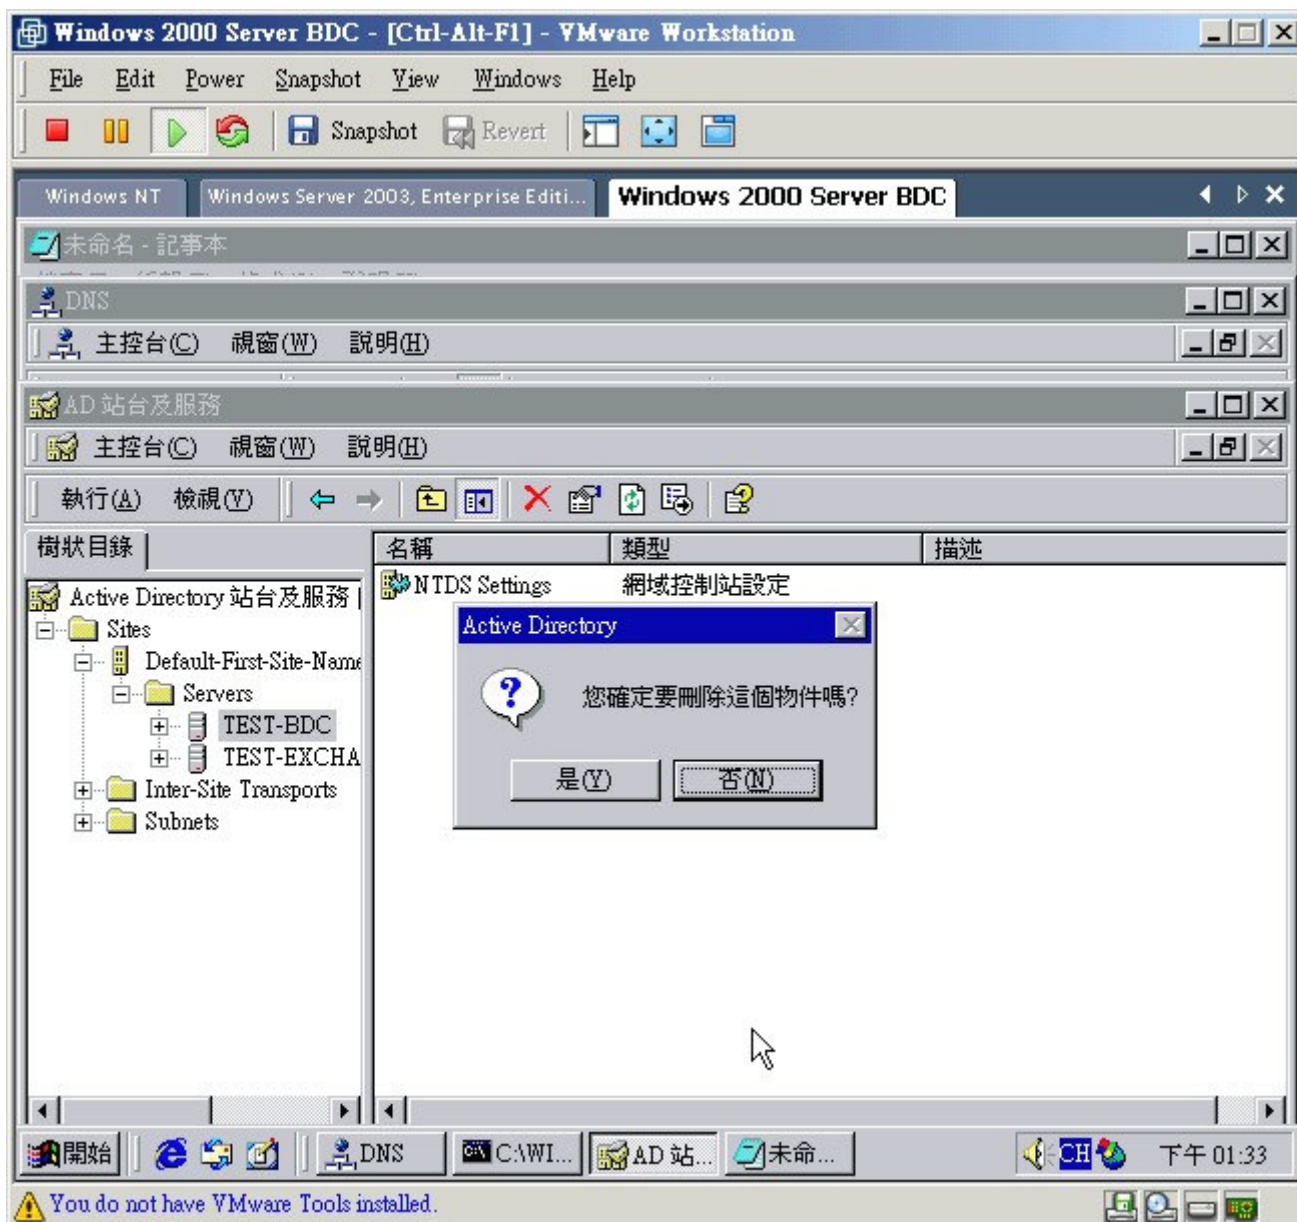 Windows 2000 Server BDC - [Ctrl-Alt-F1] - VMware Workstation
File Edit Power Snapshot View Windows Help
Snapshot Revert
Windows NT Windows Server 2003, Enterprise Editi... Windows 2000 Server BDC
未命名 - 記事本
DNS
主控台(C) 視窗(W) 說明(H)
AD 站台及服務
主控台(C) 視窗(W) 說明(H)
執行(A) 檢視(V)
樹狀目錄 名稱 類型 描述
Active Directory 站台及服務
Sites
Default-First-Site-Name
Servers
TEST-BDC
TEST-EXCHA
Inter-Site Transports
Subnets
NTDS Settings 網域控制站設定
Active Directory
您確定要刪除這個物件嗎?
是(Y) 否(N)
開始 DNS C:\WI... AD 站... 未命... CH 下午 01:33
You do not have VMware Tools installed.